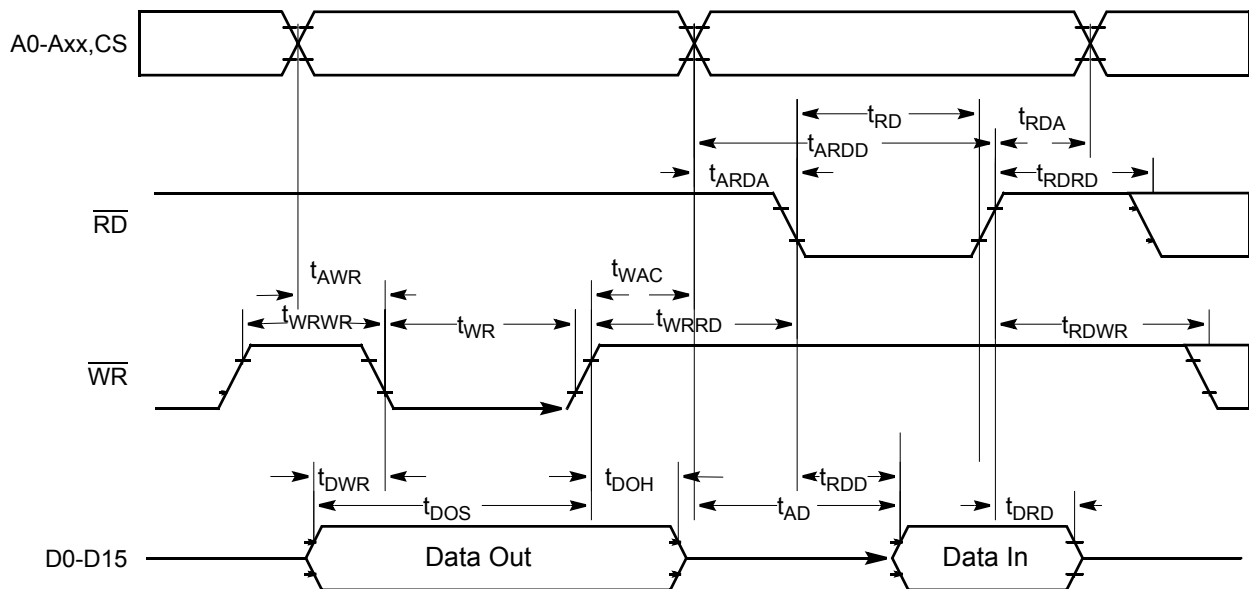 A0-Axx,CS
tRD
tRDA
tARDD
tARDA
tRDRD
RD
tAWR
tWAC
tWRWR
tWR
tWRRD
tRDWR
WR
tDWR
tDOH
tRDD
tDOS
tAD
tDRD
D0-D15
Data Out
Data In